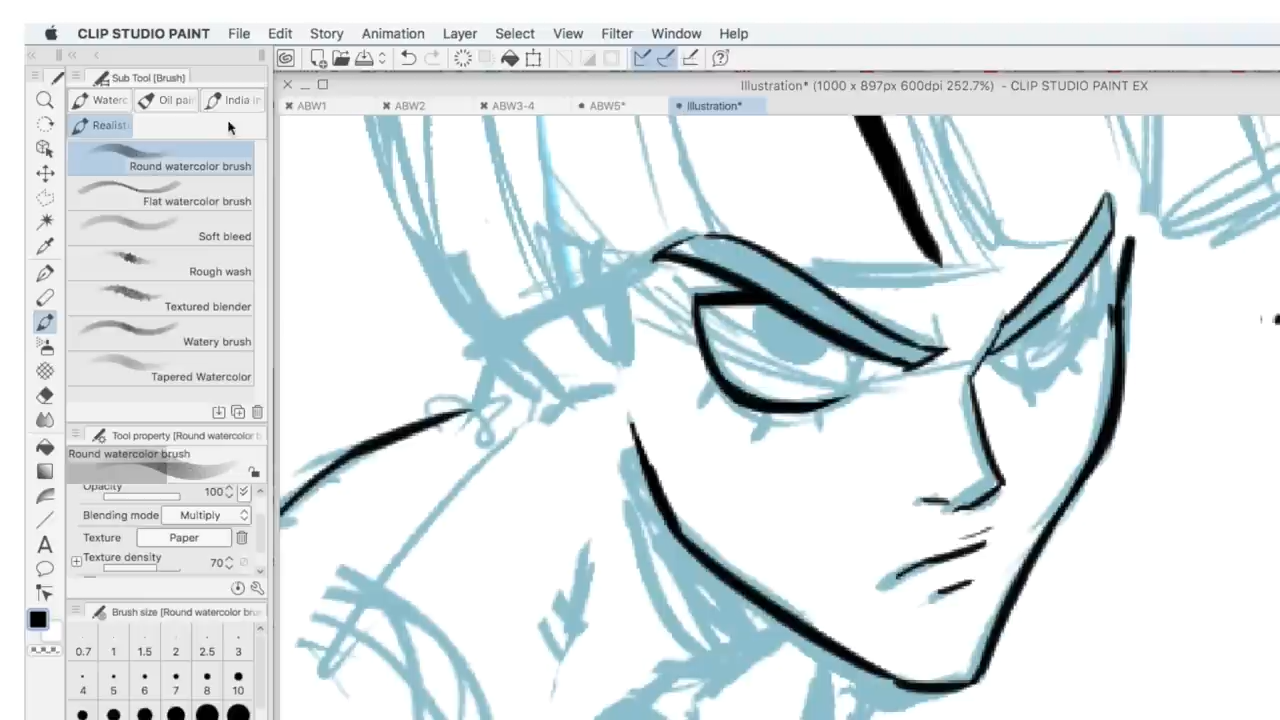 CLIP STUDIO PAINT File Edit Story Animation Layer Select View Filter Window Help
Sub Tool [Brush]
Illustration* (1000 x 897px 600dpi 252.7%) - CLIP STUDIO PAINT EX
Waterc Oil pai India in
ABW1 ABW2 ABW3-4 ABW5* Illustration*
Realist
Round watercolor brush
Flat watercolor brush
Soft bleed
Rough wash
Textured blender
Watery brush
Tapered Watercolor
Tool property [Round watercolor b
Round watercolor brush
Opacity 100
Blending mode Multiply
Texture Paper
Texture density 70
Brush size [Round watercolor bru
0.7 1 1.5 2 2.5 3
4 5 6 7 8 10